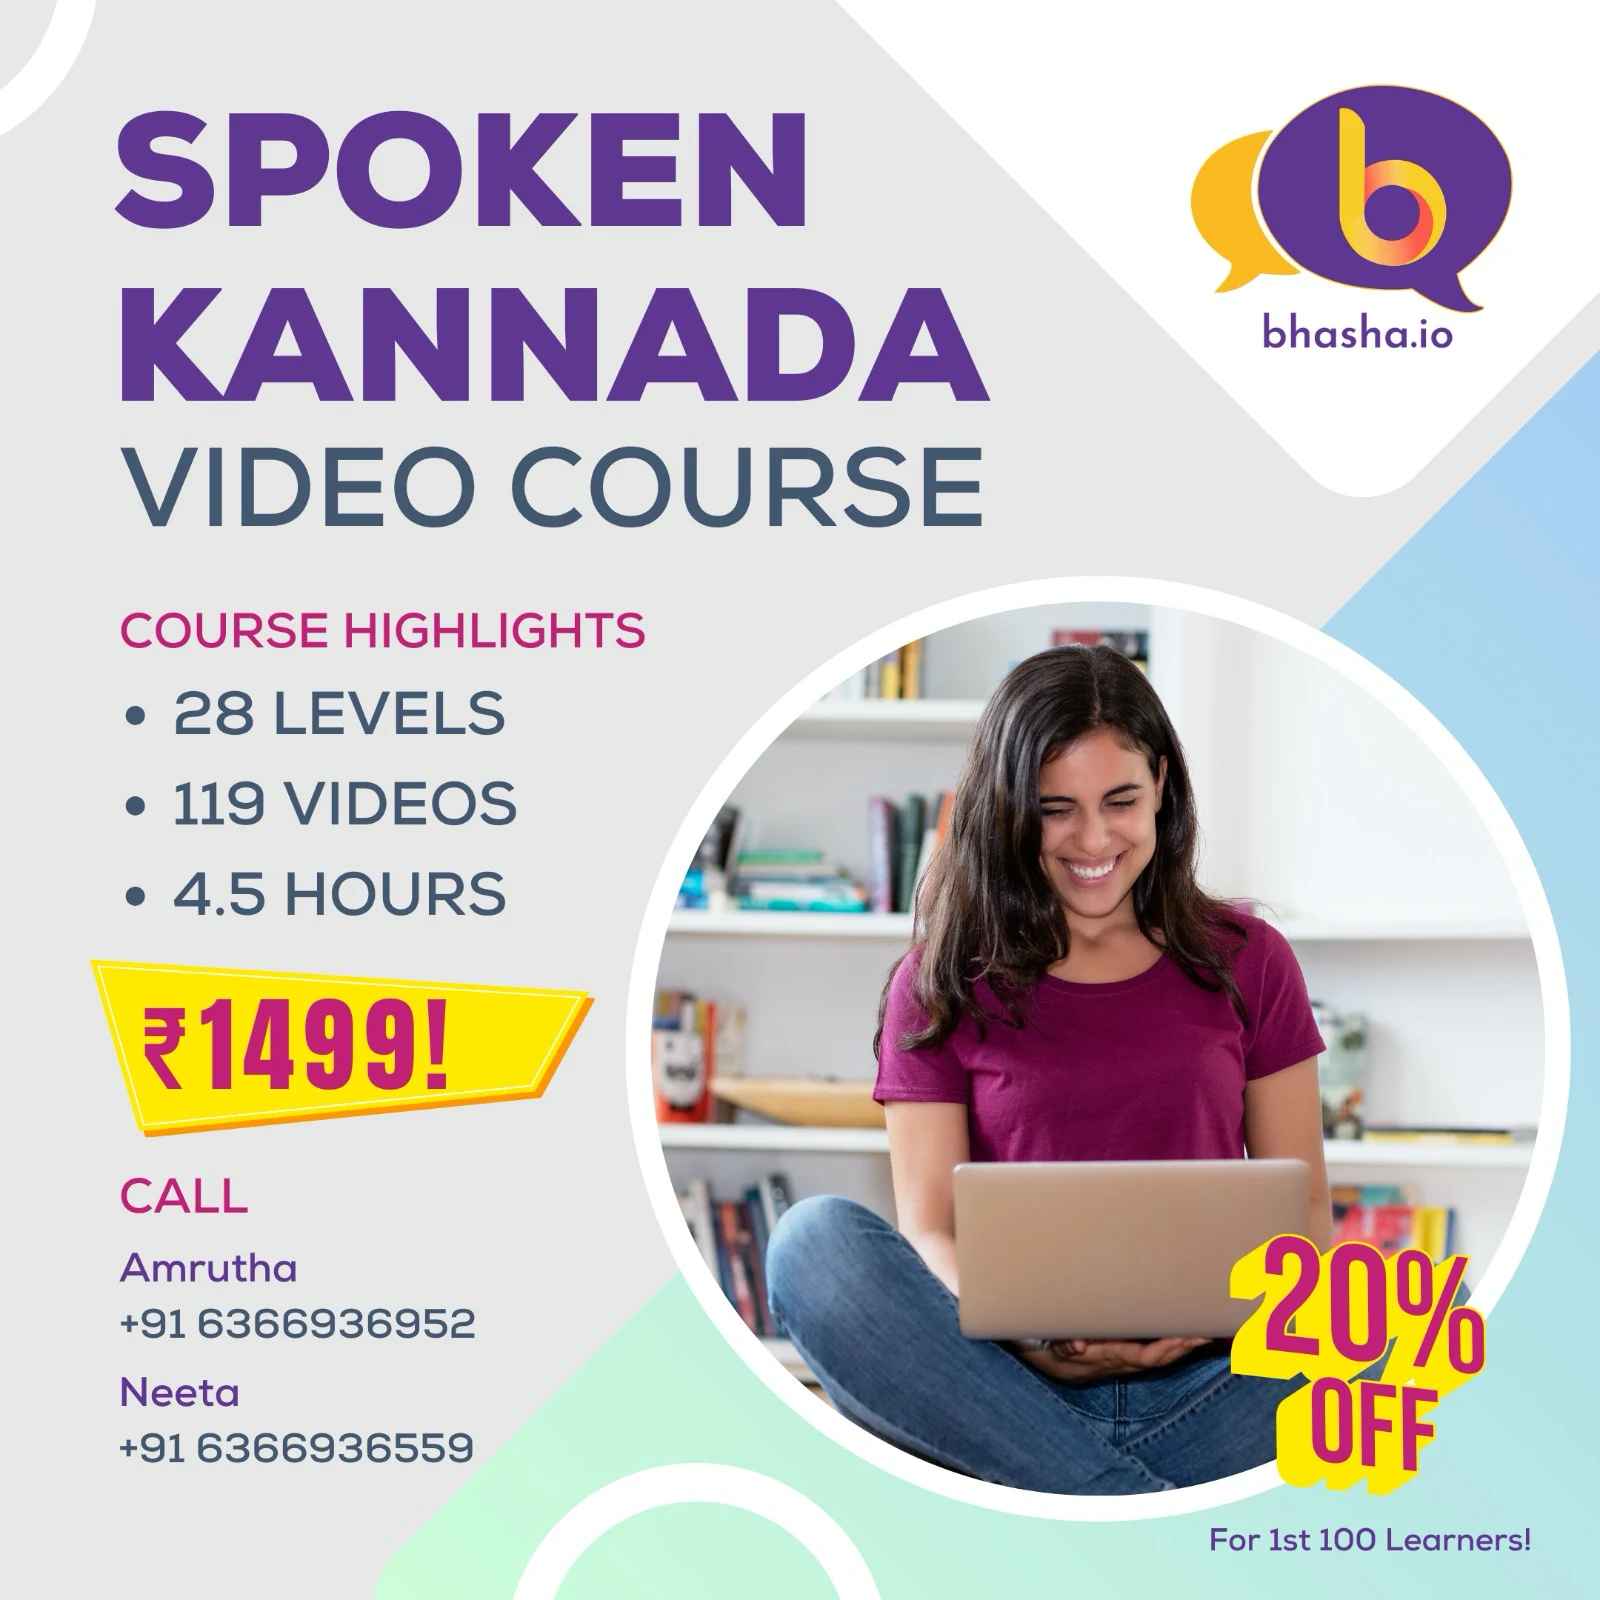 SPOKEN
KANNADA
VIDEO COURSE
b
bhasha.io
COURSE HIGHLIGHTS
• 28 LEVELS
• 119 VIDEOS
• 4.5 HOURS
₹1499!
CALL
Amrutha
+91 6366936952
Neeta
+91 6366936559
20%
OFF
For 1st 100 Learners!